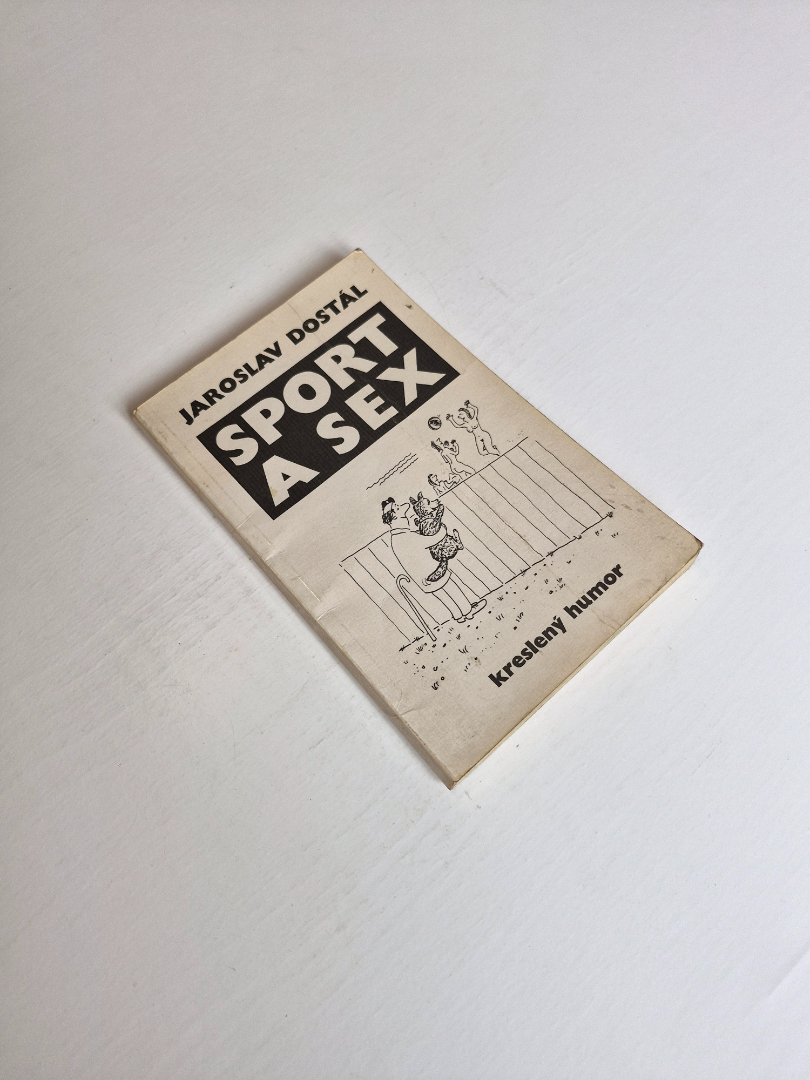 JAROSLAV DOSTÁL
SPORT
A SEX
kreslený humor